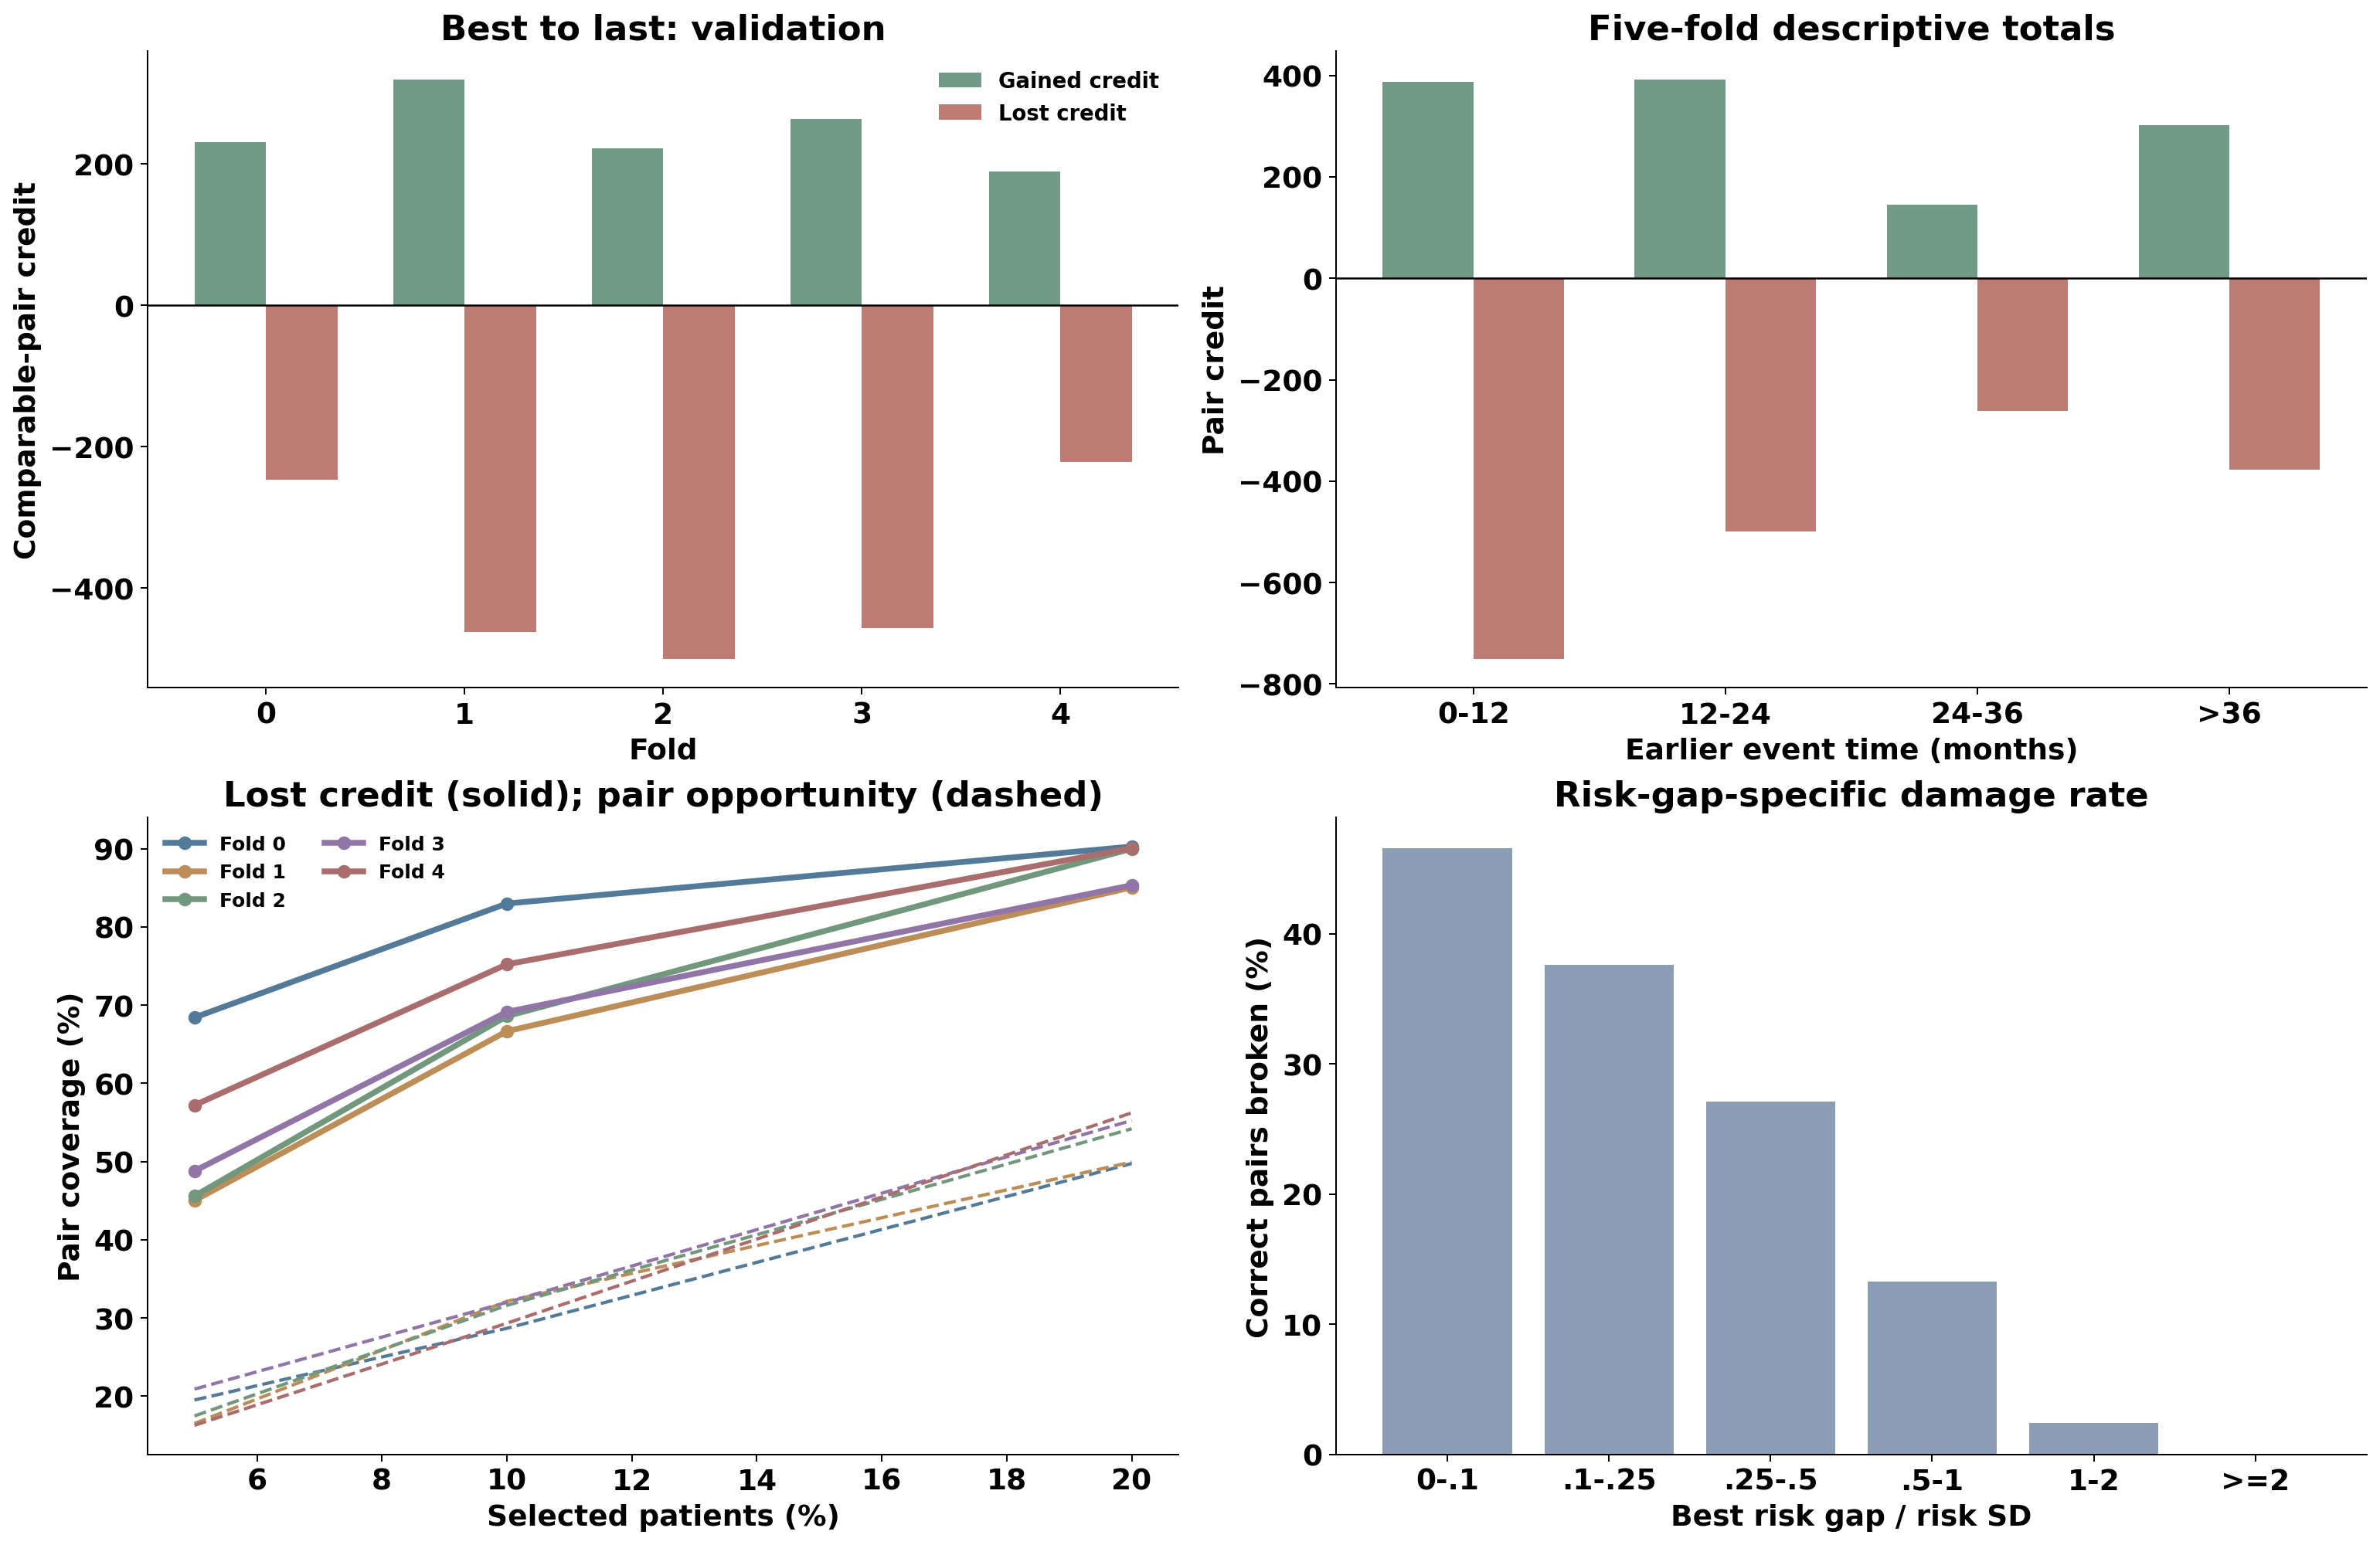 Best to last: validation
Gained credit
Lost credit
Comparable-pair credit
200
0
−200
−400
0 1 2 3 4
Fold
Five-fold descriptive totals
Pair credit
400
200
0
−200
−400
−600
−800
0-12 12-24 24-36 >36
Earlier event time (months)
Lost credit (solid); pair opportunity (dashed)
Fold 0 Fold 3
Fold 1 Fold 4
Fold 2
Pair coverage (%)
90
80
70
60
50
40
30
20
6 8 10 12 14 16 18 20
Selected patients (%)
Risk-gap-specific damage rate
Correct pairs broken (%)
40
30
20
10
0
0-.1 .1-.25 .25-.5 .5-1 1-2 >=2
Best risk gap / risk SD